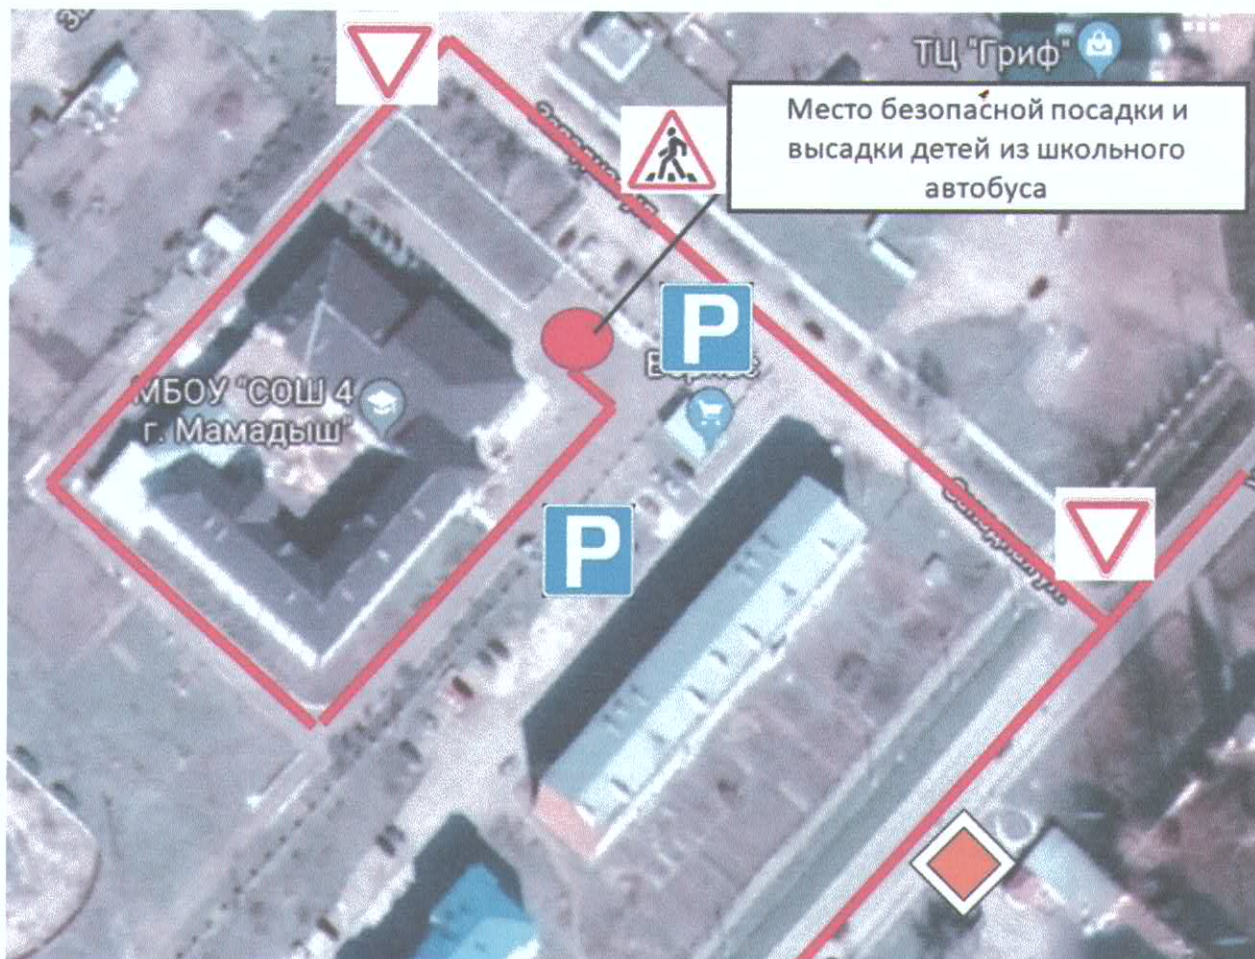 ТЦ "Гриф"
Место безопасной посадки и
высадки детей из школьного
автобуса
P
МБОУ "СОШ 4
г. Мамадыш"
P